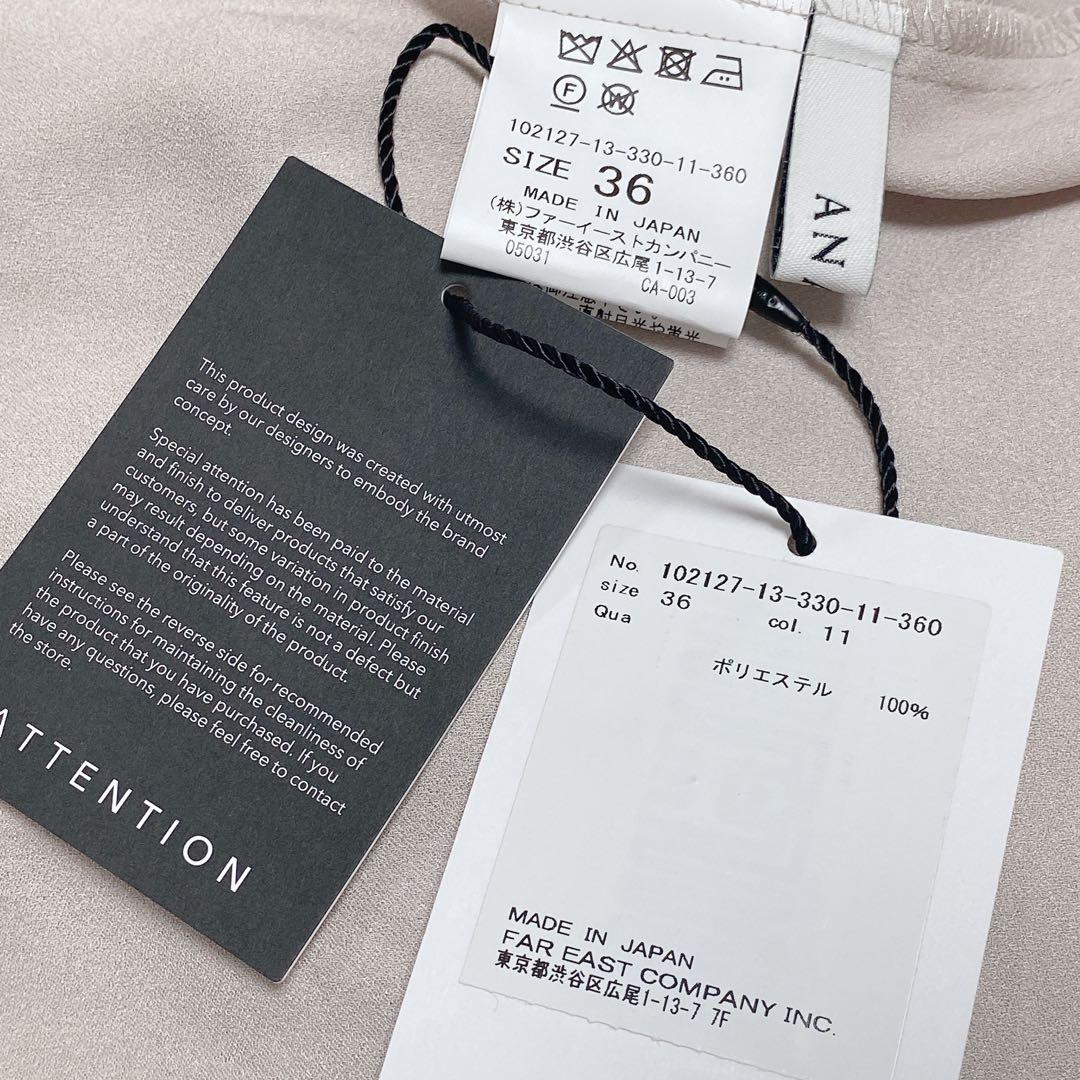 F
W
102127-13-330-11-360
SIZE 36
MADE IN JAPAN
(株)ファーイーストカンパニー
東京都渋谷区広尾1-13-7
05031 CA-003
直射日光や蛍光
AN
This product design was created with utmost
care by our designers to embody the brand
concept.
Special attention has been paid to the material
and finish to deliver products that satisfy our
customers, but some variation in product finish
may result depending on the material. Please
understand that this feature is not a defect but
a part of the originality of the product.
Please see the reverse side for recommended
instructions for maintaining the cleanliness of
the product that you have purchased. If you
have any questions, please feel free to contact
the store.
ATTENTION
No. 102127-13-330-11-360
size 36 col. 11
Qua
ポリエステル 100%
MADE IN JAPAN
FAR EAST COMPANY INC.
東京都渋谷区広尾1-13-7 7F